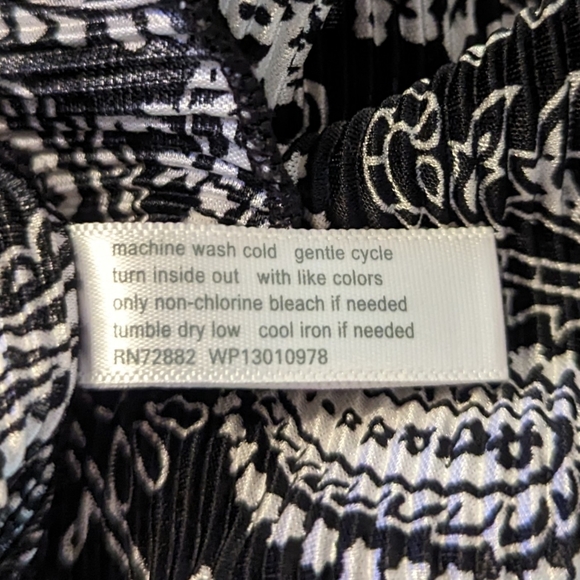 machine wash cold gentle cycle
turn inside out with like colors
only non-chlorine bleach if needed
tumble dry low cool iron if needed
RN72882 WP13010978